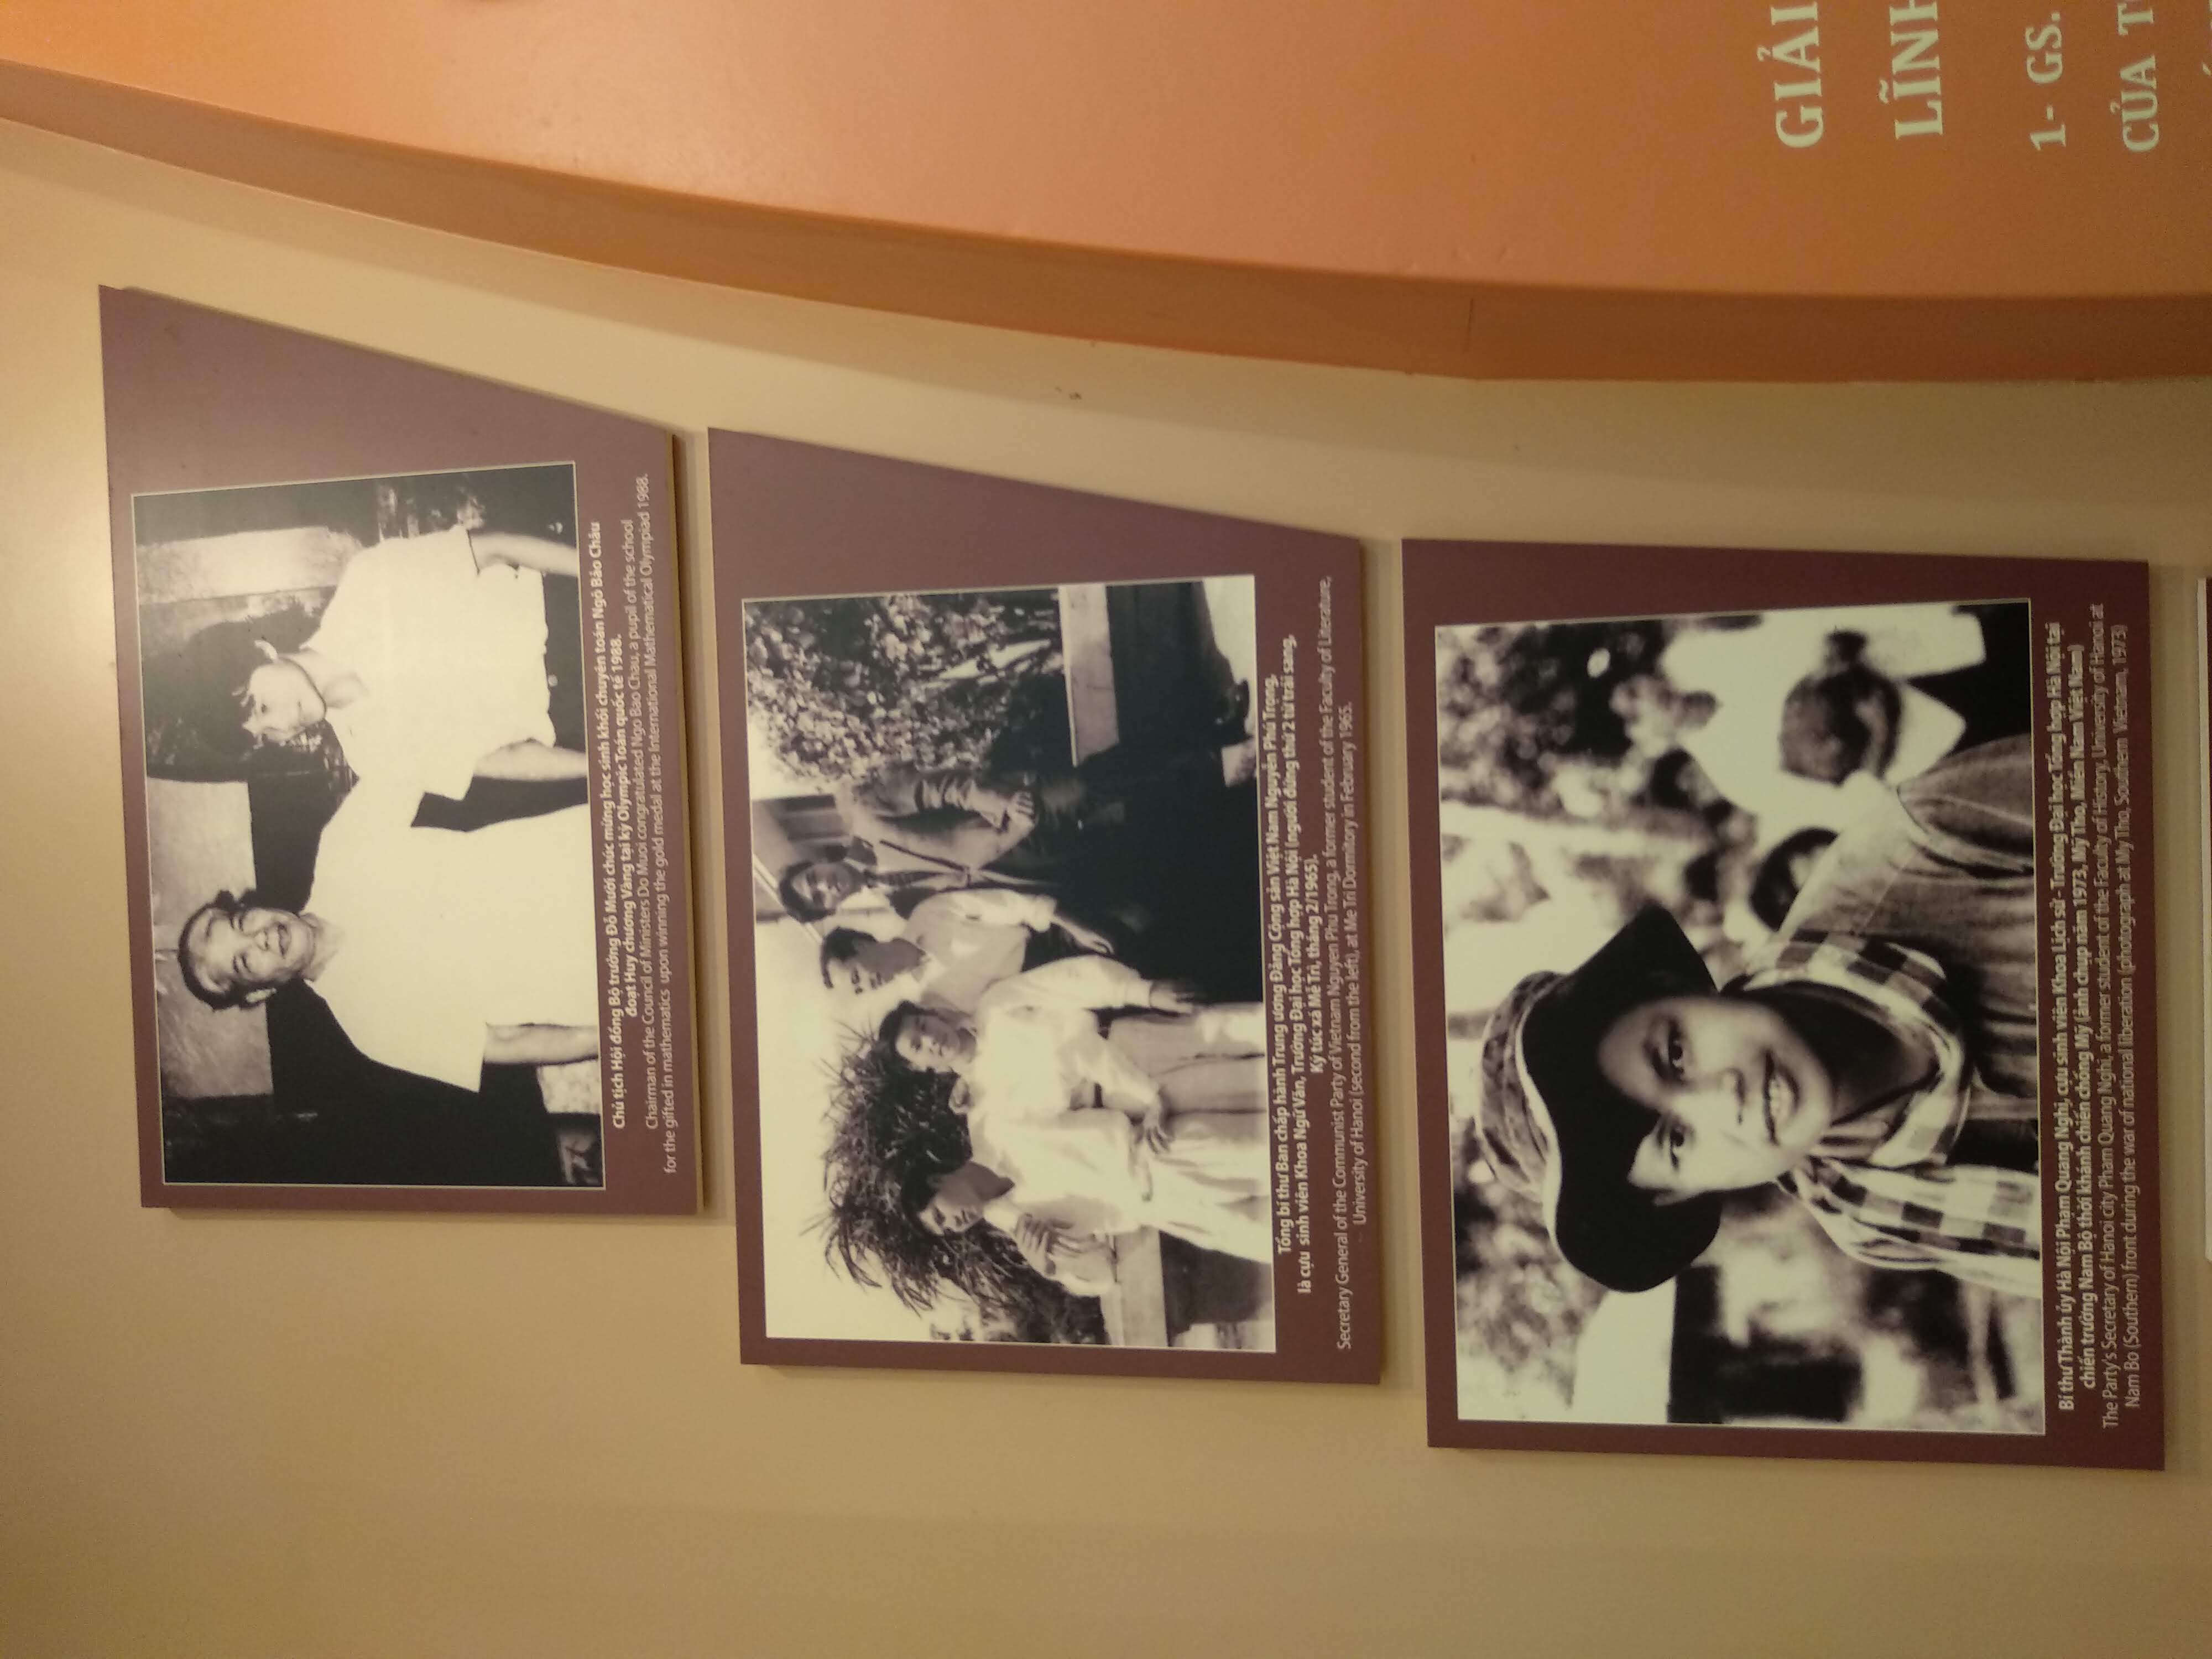 Chủ tịch Hội đồng Bộ trưởng Đỗ Mười chúc mừng học sinh khối chuyên toán Ngô Bảo Châu
đoạt Huy chương Vàng tại kỳ Olympic Toán quốc tế 1988.
Chairman of the Council of Ministers Do Muoi congratulated Ngo Bao Chau, a pupil of the school
for the gifted in mathematics upon winning the gold medal at the International Mathematical Olympiad 1988.
Tổng bí thư Ban chấp hành Trung ương Đảng Cộng sản Việt Nam Nguyễn Phú Trọng,
là cựu sinh viên Khoa Ngữ Văn, Trường Đại học Tổng hợp Hà Nội (người đứng thứ 2 từ trái sang,
Ký túc xá Mễ Trì, tháng 2/1965).
Secretary General of the Communist Party of Vietnam Nguyen Phu Trong, a former student of the Faculty of Literature,
University of Hanoi (second from the left), at Me Tri Dormitory in February 1965.
Bí thư Thành ủy Hà Nội Phạm Quang Nghị, cựu sinh viên Khoa Lịch sử - Trường Đại học Tổng hợp Hà Nội tại
chiến trường Nam Bộ thời khánh chiến chống Mỹ (ảnh chụp năm 1973, Mỹ Tho, Miền Nam Việt Nam)
The Party's Secretary of Hanoi city Pham Quang Nghi, a former student of the Faculty of History, University of Hanoi at
Nam Bo (Southern) front during the war of national liberation (photograph at My Tho, Southern Vietnam, 1973)
GIẢI
LĨNH
1- GS.
CỦA T